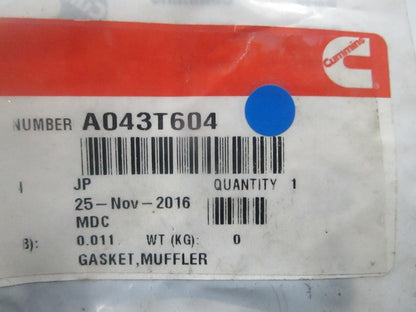 Cummins
NUMBER A043T604
JP QUANTITY 1
25-Nov-2016
MDC
B): 0.011 WT (KG): 0
GASKET,MUFFLER